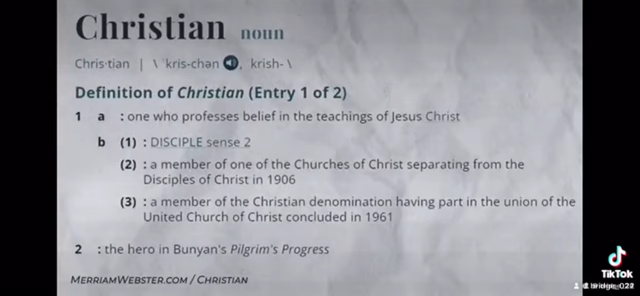 Christian noun
Chris·tian | \ ˈkris-chən , ˈkrish- \
Definition of Christian (Entry 1 of 2)
1 a : one who professes belief in the teachings of Jesus Christ
b (1) : DISCIPLE sense 2
(2) : a member of one of the Churches of Christ separating from the
Disciples of Christ in 1906
(3) : a member of the Christian denomination having part in the union of the
United Church of Christ concluded in 1961
2 : the hero in Bunyan's Pilgrim's Progress
MERRIAMWEBSTER.COM / CHRISTIAN
TikTok